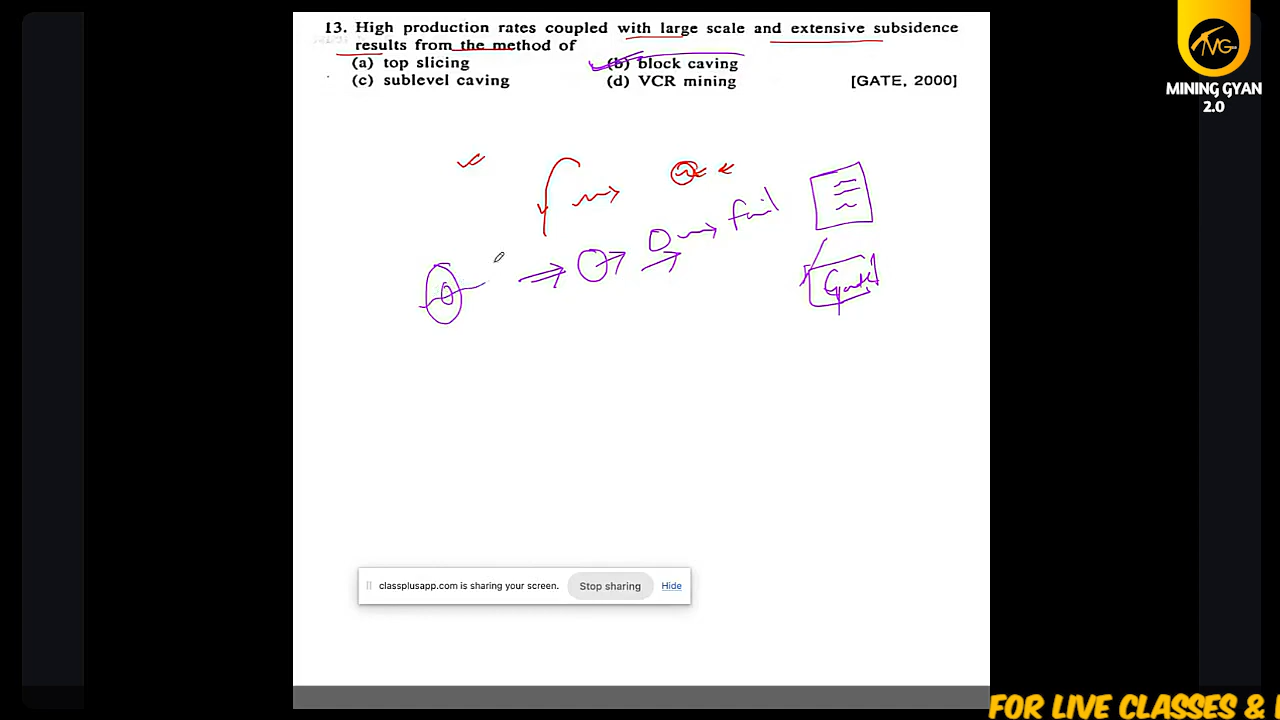 13. High production rates coupled with large scale and extensive subsidence
results from the method of
(a) top slicing (b) block caving
(c) sublevel caving (d) VCR mining [GATE, 2000]
TMG
MINING GYAN
2.0
fail
Gate
classplusapp.com is sharing your screen. Stop sharing Hide
FOR LIVE CLASSES &